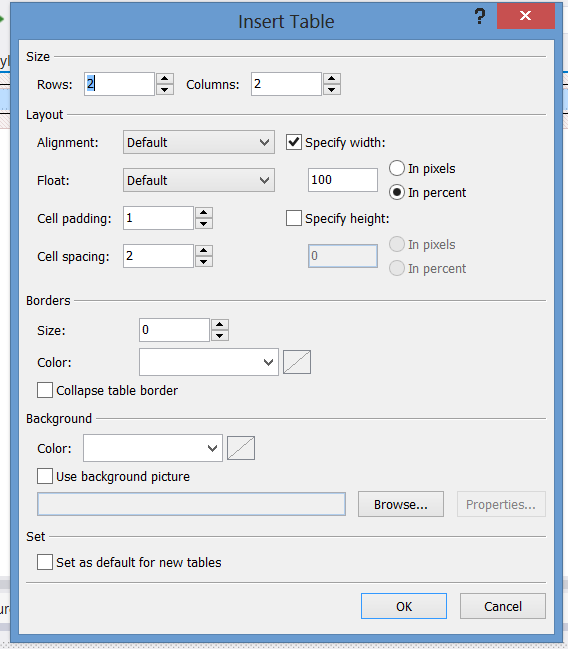 Insert Table
?
Size
Rows: 2 Columns: 2
Layout
Alignment: Default Specify width:
In pixels
Float: Default 100
In percent
Cell padding: 1 Specify height:
In pixels
Cell spacing: 2 0
In percent
Borders
Size: 0
Color:
Collapse table border
Background
Color:
Use background picture
Browse... Properties...
Set
Set as default for new tables
OK Cancel